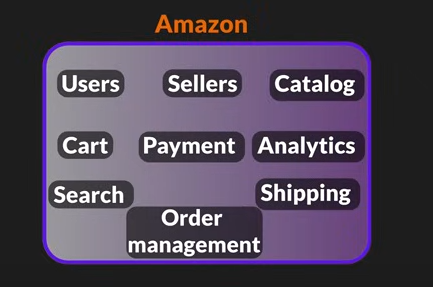 Amazon
Users
Sellers
Catalog
Cart
Payment
Analytics
Search
Shipping
Order
management